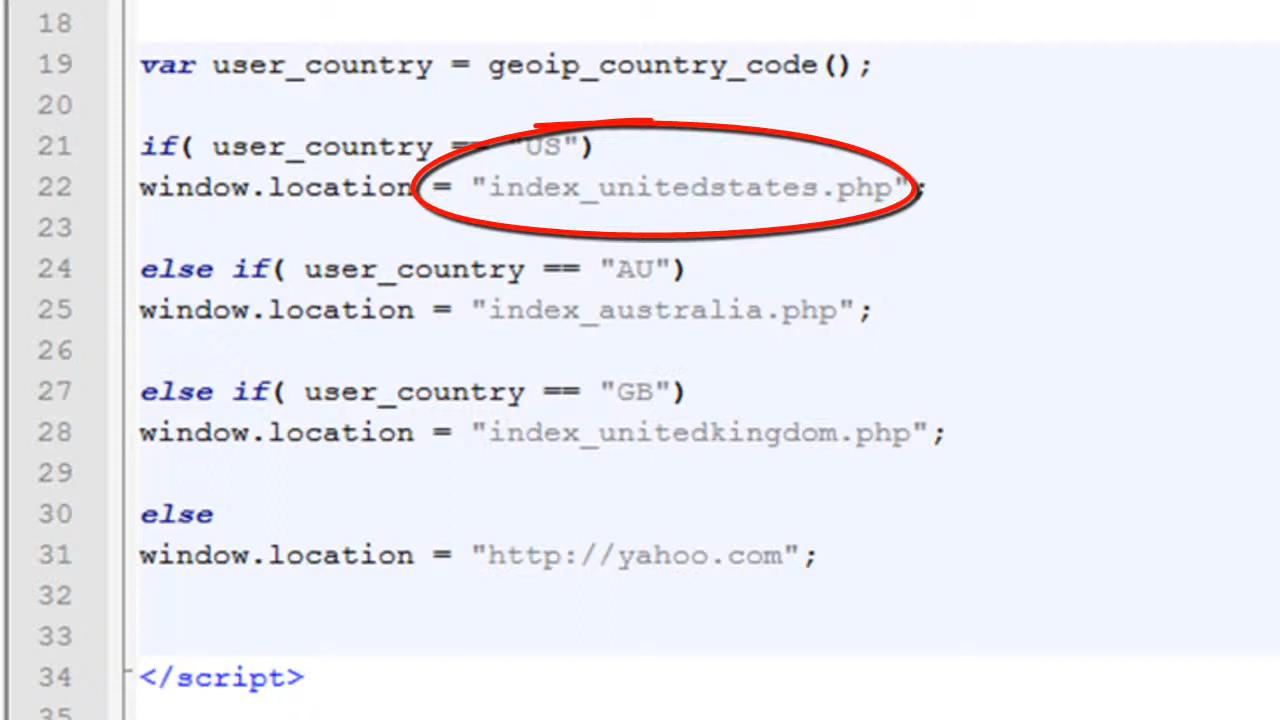 18
19 var user_country = geoip_country_code();
20
21 if( user_country == "US")
22 window.location = "index_unitedstates.php";
23
24 else if( user_country == "AU")
25 window.location = "index_australia.php";
26
27 else if( user_country == "GB")
28 window.location = "index_unitedkingdom.php";
29
30 else
31 window.location = "http://yahoo.com";
32
33
34 </script>
35